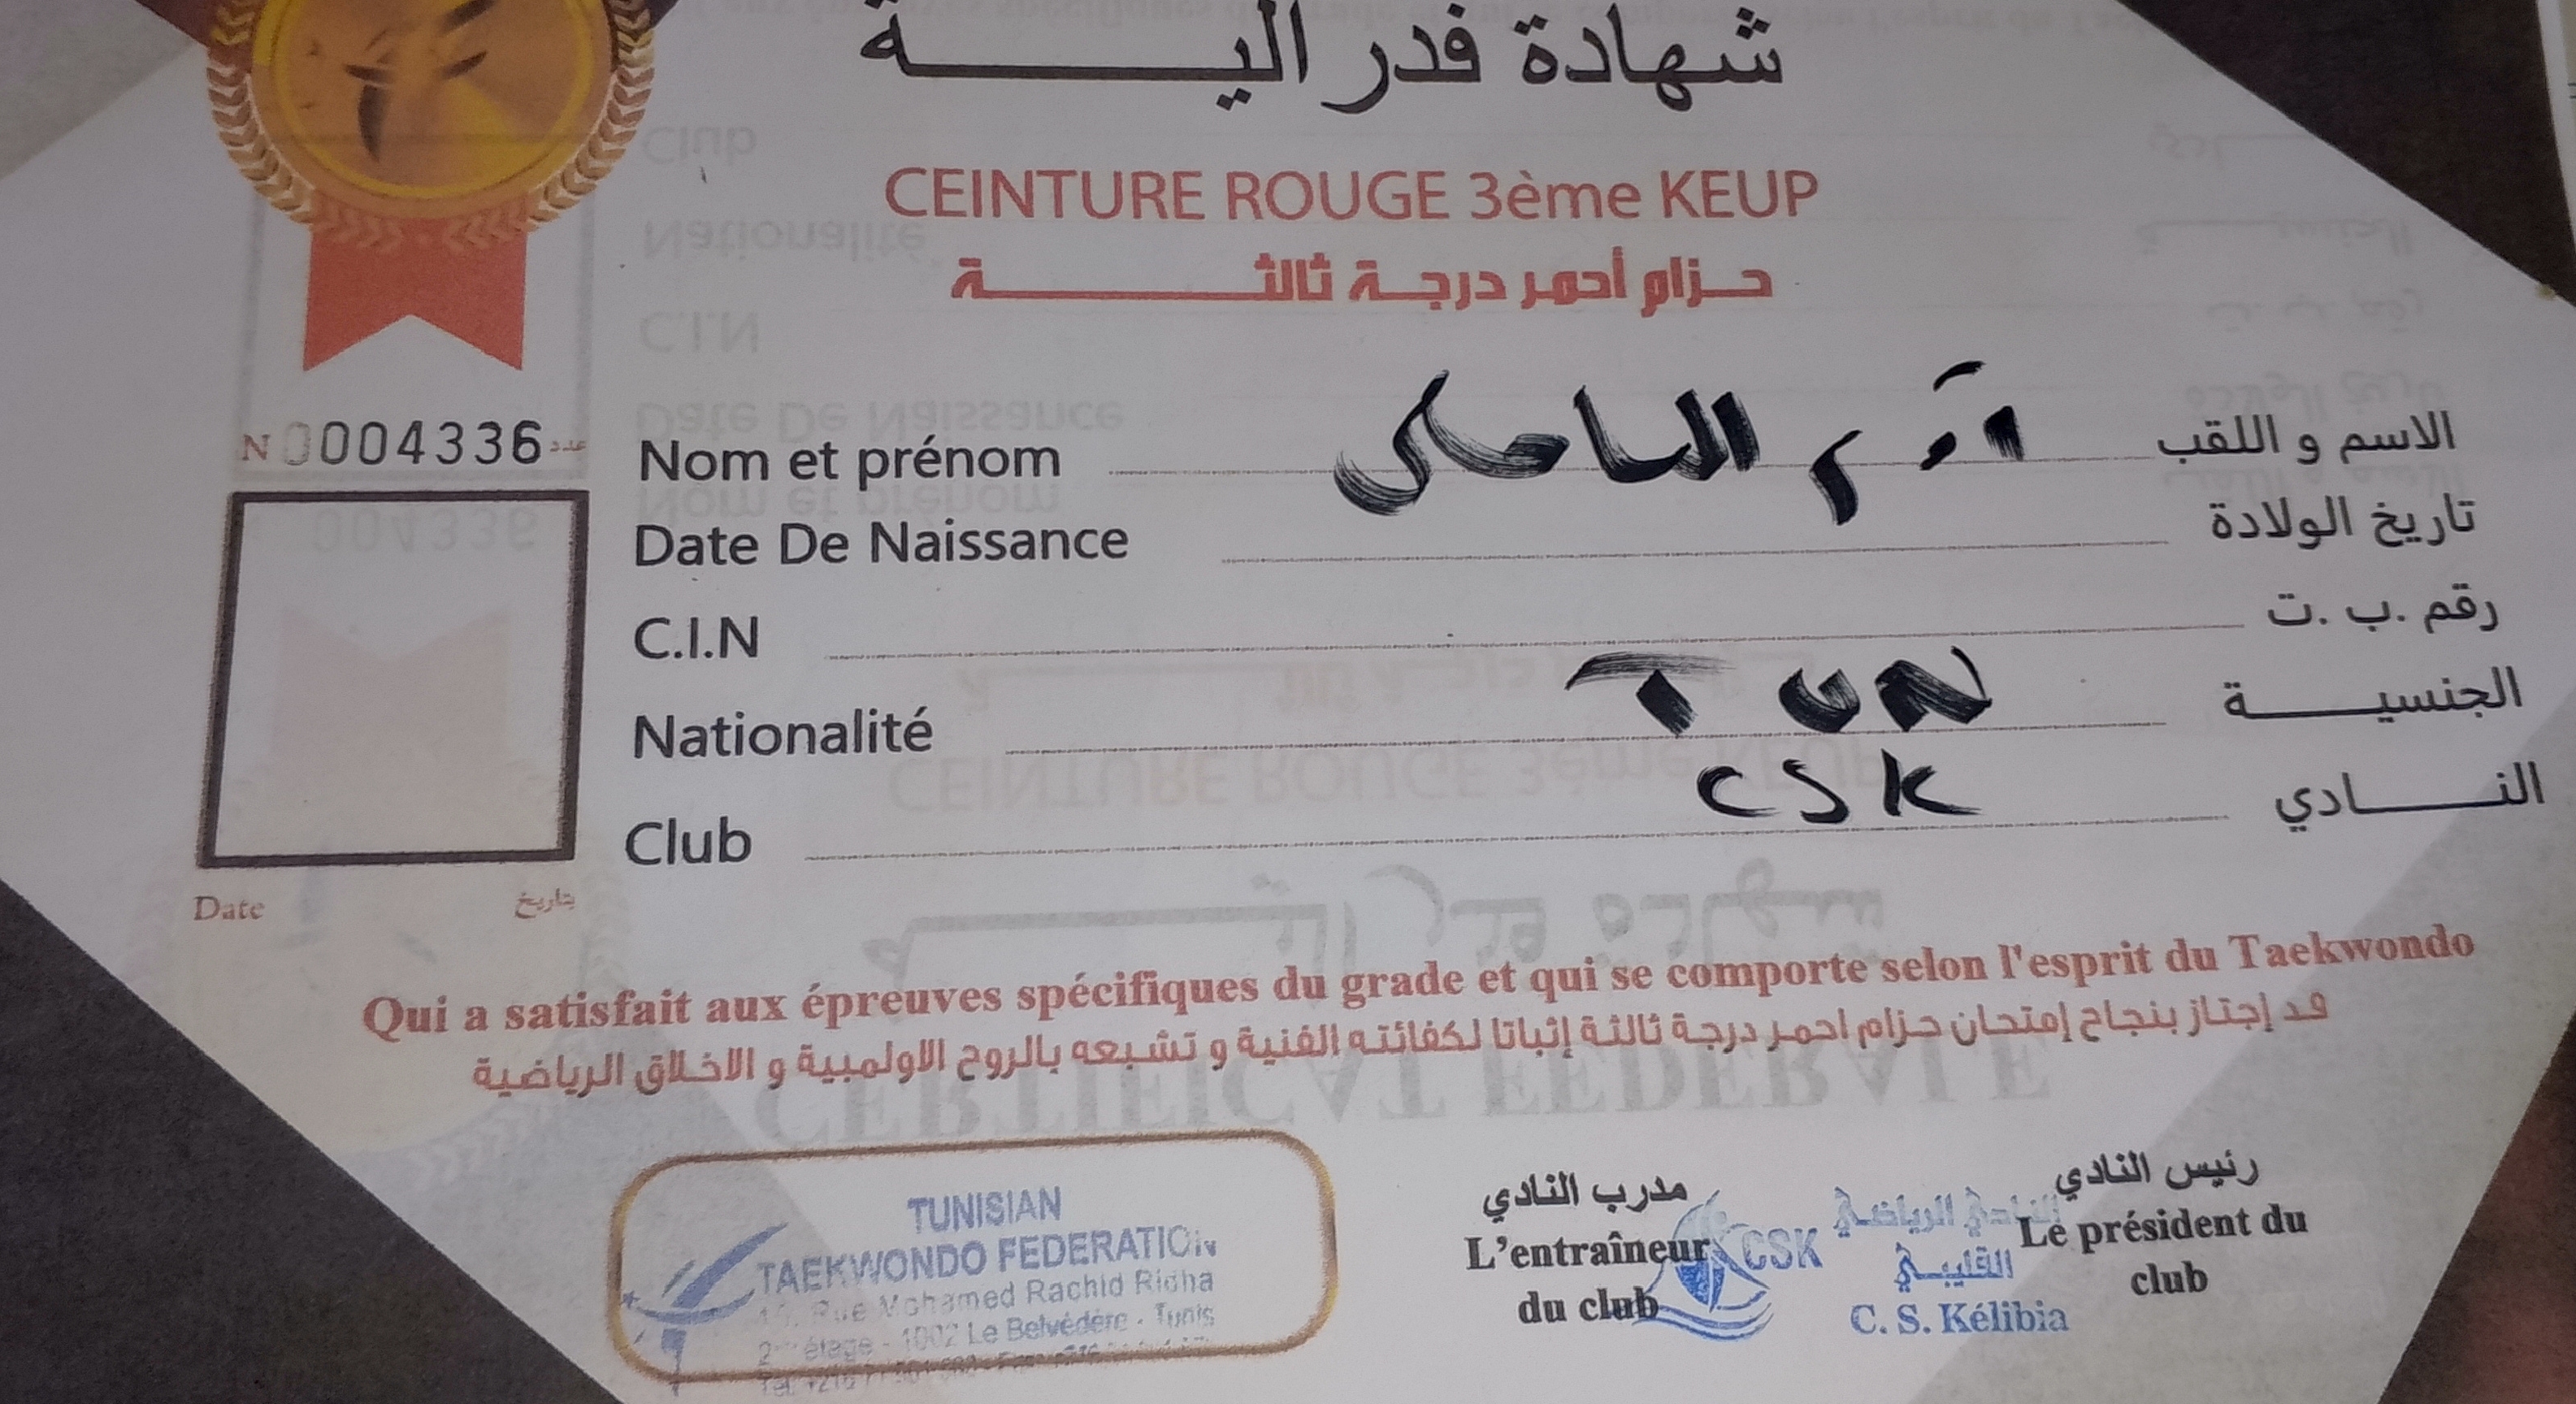 شهادة فدرالية
CEINTURE ROUGE 3ème KEUP
حزام أحمر درجة ثالثة
N 0004336 عدد
Nom et prénom الاسم و اللقب
Date De Naissance تاريخ الولادة
C.I.N رقم .ب .ت
Nationalité TUN الجنسية
Club CSK النادي
Date تاريخ
Qui a satisfait aux épreuves spécifiques du grade et qui se comporte selon l'esprit du Taekwondo
قد إجتاز بنجاح إمتحان حزام احمر درجة ثالثة إثباتا لكفائته الفنية و تشبعه بالروح الاولمبية و الاخلاق الرياضية
مدرب النادي
L'entraîneur
du club
رئيس النادي
Le président du
club
TUNISIAN
TAEKWONDO FEDERATION
Rue Mohamed Rachid Ridha
2ème étage - 1002 Le Belvédère - Tunis
CSK
النادي الرياضي
القليبي
C. S. Kélibia